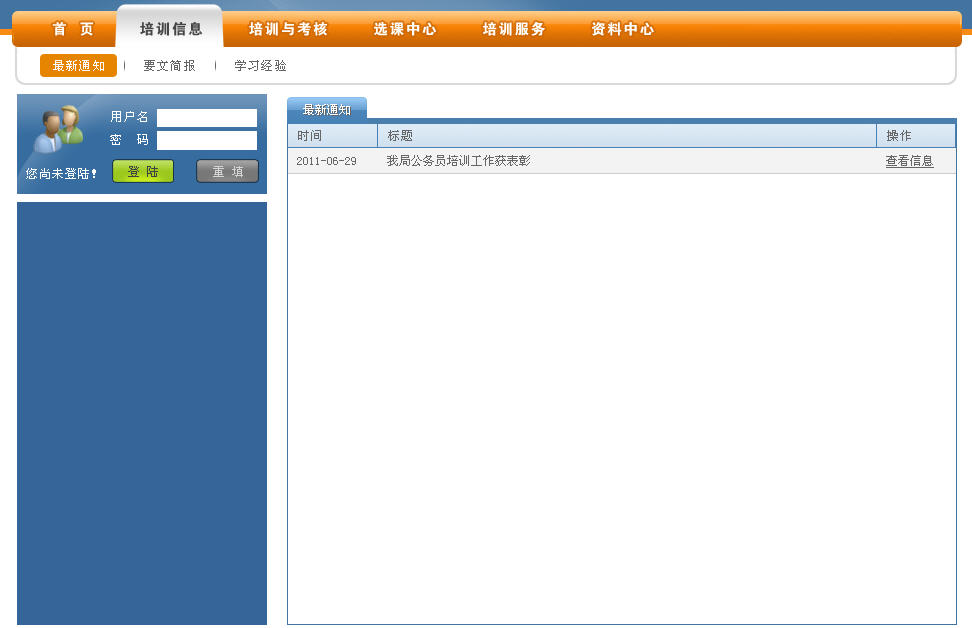 首 页 培训信息 培训与考核 选课中心 培训服务 资料中心
最新通知 | 要文简报 | 学习经验
用户名
密 码
您尚未登陆! 登 陆 重 填
最新通知
时间 标题 操作
2011-06-29 我局公务员培训工作获表彰 查看信息